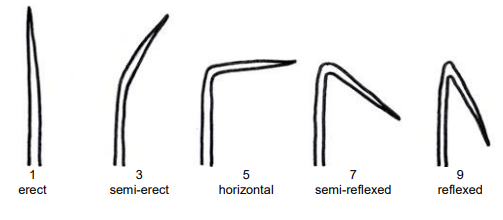 1 3 5 7 9
erect semi-erect horizontal semi-reflexed reflexed